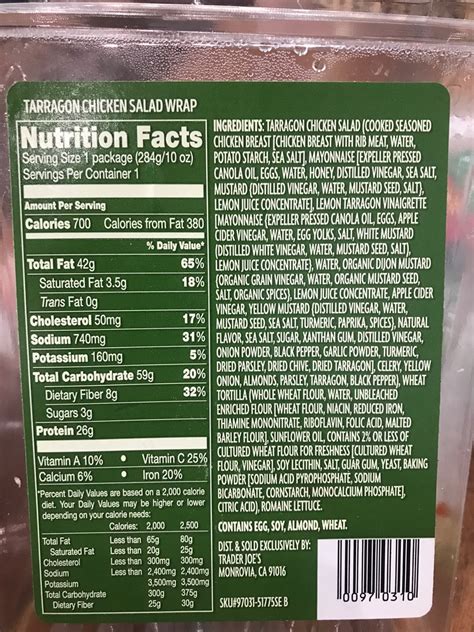 TARRAGON CHICKEN SALAD WRAP
Nutrition Facts
Serving Size 1 package (284g/10 oz)
Servings Per Container 1
Amount Per Serving
Calories 700 Calories from Fat 380
% Daily Value*
Total Fat 42g 65%
Saturated Fat 3.5g 18%
Trans Fat 0g
Cholesterol 50mg 17%
Sodium 740mg 31%
Potassium 160mg 5%
Total Carbohydrate 59g 20%
Dietary Fiber 8g 32%
Sugars 3g
Protein 26g
Vitamin A 10% • Vitamin C 25%
Calcium 6% • Iron 20%
*Percent Daily Values are based on a 2,000 calorie
diet. Your Daily Values may be higher or lower
depending on your calorie needs:
Calories: 2,000 2,500
Total Fat Less than 65g 80g
Saturated Fat Less than 20g 25g
Cholesterol Less than 300mg 300mg
Sodium Less than 2,400mg 2,400mg
Potassium 3,500mg 3,500mg
Total Carbohydrate 300g 375g
Dietary Fiber 25g 30g
INGREDIENTS: TARRAGON CHICKEN SALAD (COOKED SEASONED
CHICKEN BREAST [CHICKEN BREAST WITH RIB MEAT, WATER,
POTATO STARCH, SEA SALT], MAYONNAISE [EXPELLER PRESSED
CANOLA OIL, EGGS, WATER, HONEY, DISTILLED VINEGAR, SEA SALT,
MUSTARD (DISTILLED VINEGAR, WATER, MUSTARD SEED, SALT),
LEMON JUICE CONCENTRATE], LEMON TARRAGON VINAIGRETTE
[MAYONNAISE (EXPELLER PRESSED CANOLA OIL, EGGS, APPLE
CIDER VINEGAR, WATER, EGG YOLKS, SALT, WHITE MUSTARD
(DISTILLED WHITE VINEGAR, WATER, MUSTARD SEED, SALT),
LEMON JUICE CONCENTRATE), WATER, ORGANIC DIJON MUSTARD
(ORGANIC GRAIN VINEGAR, WATER, ORGANIC MUSTARD SEED,
SALT, ORGANIC SPICES), LEMON JUICE CONCENTRATE, APPLE CIDER
VINEGAR, YELLOW MUSTARD (DISTILLED VINEGAR, WATER,
MUSTARD SEED, SEA SALT, TURMERIC, PAPRIKA, SPICES), NATURAL
FLAVOR, SEA SALT, SUGAR, XANTHAN GUM, DISTILLED VINEGAR,
ONION POWDER, BLACK PEPPER, GARLIC POWDER, TURMERIC,
DRIED PARSLEY, DRIED CHIVE, DRIED TARRAGON], CELERY, YELLOW
ONION, ALMONDS, PARSLEY, TARRAGON, BLACK PEPPER), WHEAT
TORTILLA (WHOLE WHEAT FLOUR, WATER, UNBLEACHED
ENRICHED FLOUR [WHEAT FLOUR, NIACIN, REDUCED IRON,
THIAMINE MONONITRATE, RIBOFLAVIN, FOLIC ACID, MALTED
BARLEY FLOUR], SUNFLOWER OIL, CONTAINS 2% OR LESS OF
CULTURED WHEAT FLOUR FOR FRESHNESS [CULTURED WHEAT
FLOUR, VINEGAR], SOY LECITHIN, SALT, GUAR GUM, YEAST, BAKING
POWDER [SODIUM ACID PYROPHOSPHATE, SODIUM
BICARBONATE, CORNSTARCH, MONOCALCIUM PHOSPHATE],
CITRIC ACID), ROMAINE LETTUCE.
CONTAINS EGG, SOY, ALMOND, WHEAT.
DIST. & SOLD EXCLUSIVELY BY:
TRADER JOE'S
MONROVIA, CA 91016
SKU#97031-5177SSE B
0097 0310